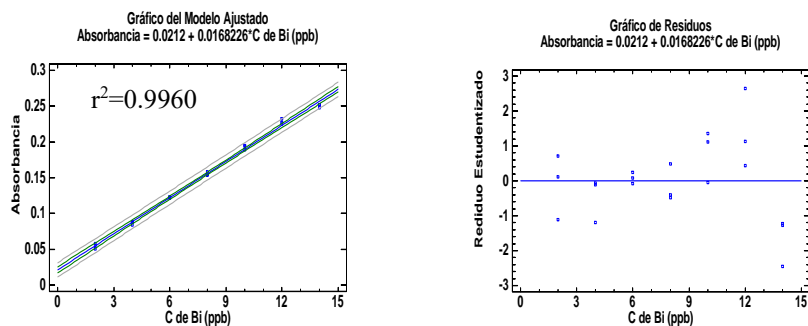 Gráfico del Modelo Ajustado
Absorbancia = 0.0212 + 0.0168226*C de Bi (ppb)
r²=0.9960
Absorbancia
0.3
0.25
0.2
0.15
0.1
0.05
0
0 3 6 9 12 15
C de Bi (ppb)
Gráfico de Residuos
Absorbancia = 0.0212 + 0.0168226*C de Bi (ppb)
Rediduo Estudentizado
3
2
1
0
-1
-2
-3
0 3 6 9 12 15
C de Bi (ppb)